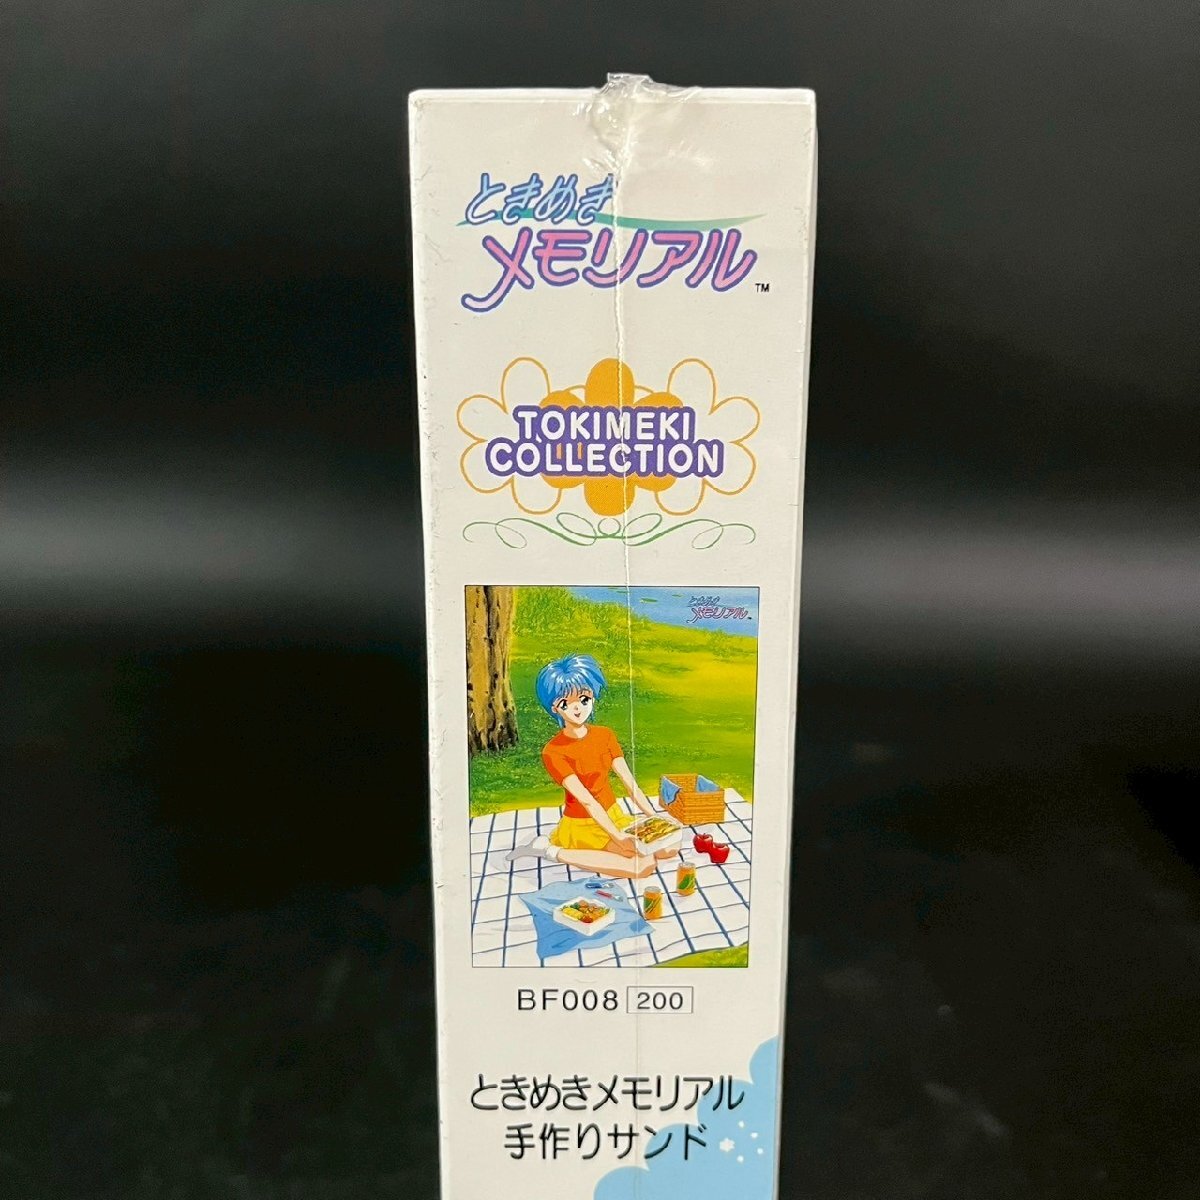 ときめき
メモリアル
TM
TOKIMEKI
COLLECTION
ときめき
メモリアル
BF008 200
ときめきメモリアル
手作りサンド